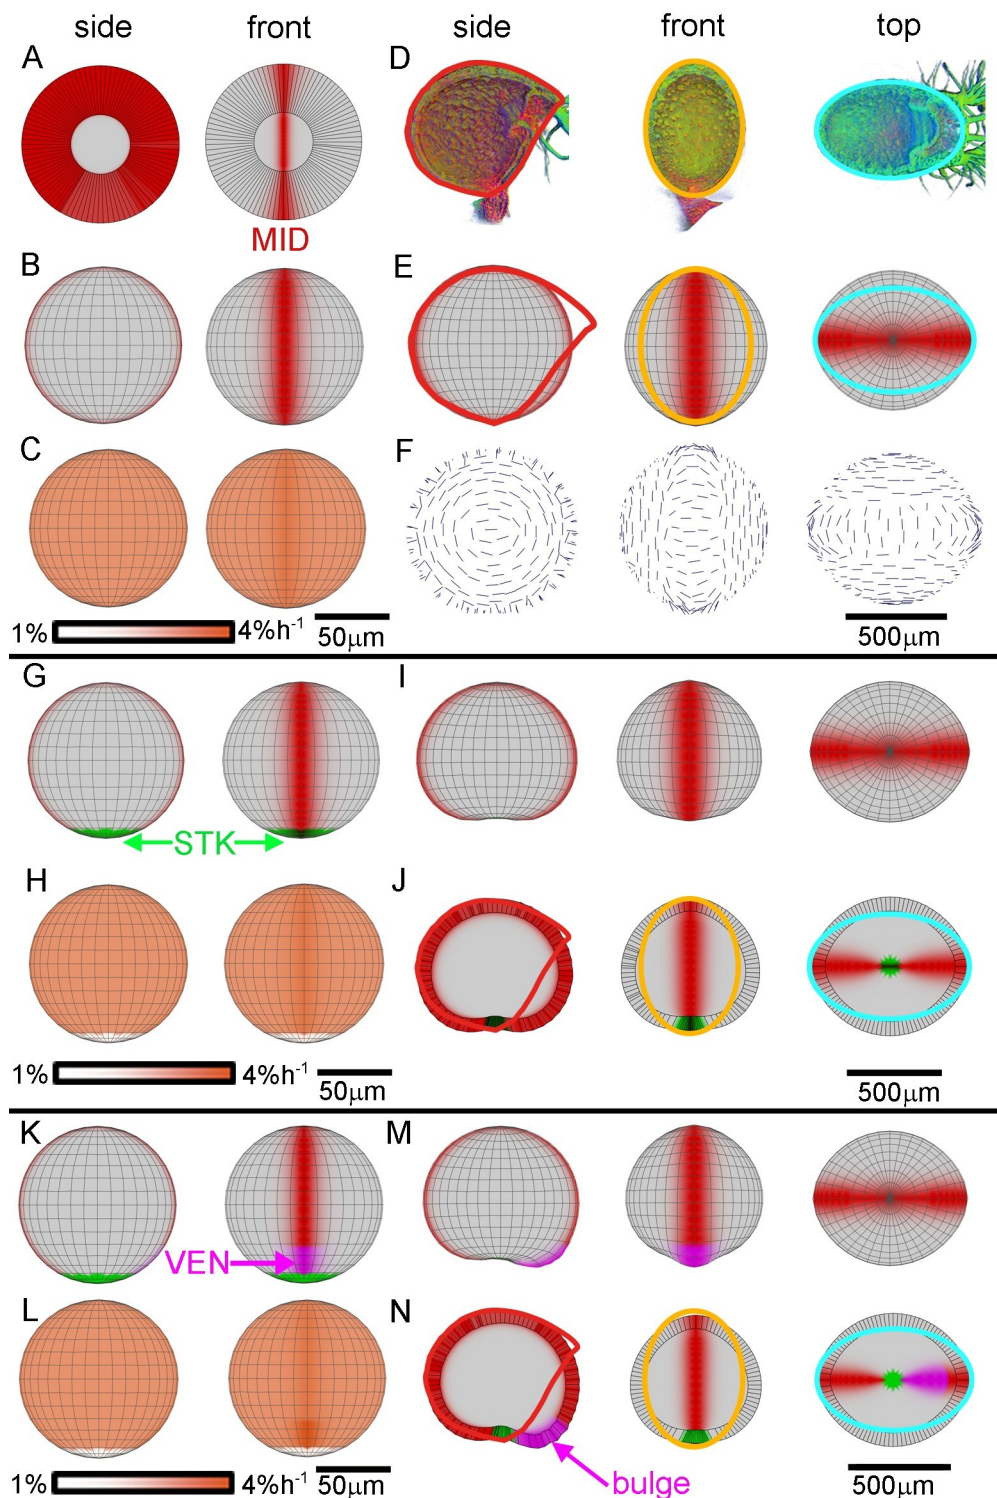 side front side front top
A D
MID
B E
C F
1% 4%h-1 50μm 500μm
G I
STK
H J
1% 4%h-1 50μm 500μm
K M
VEN
L N
bulge
1% 4%h-1 50μm 500μm